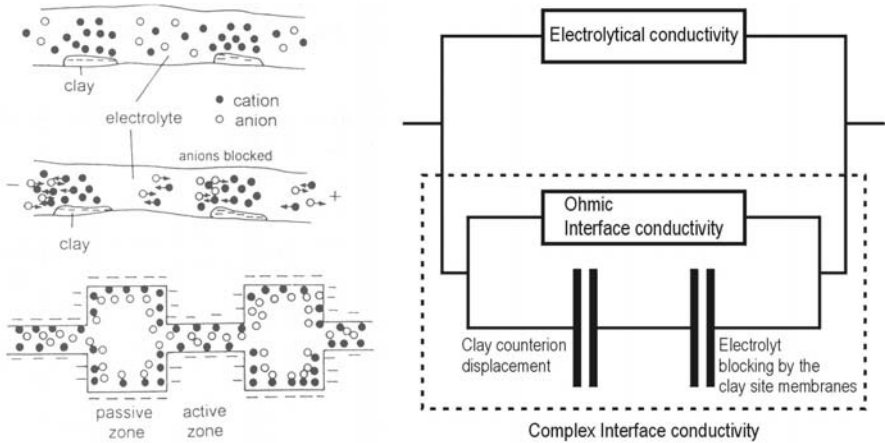 clay
electrolyte
cation
anion
anions blocked
−
+
clay
passive
zone
active
zone
Electrolytical conductivity
Ohmic
Interface conductivity
Clay counterion
displacement
Electrolyt
blocking by the
clay site membranes
Complex Interface conductivity